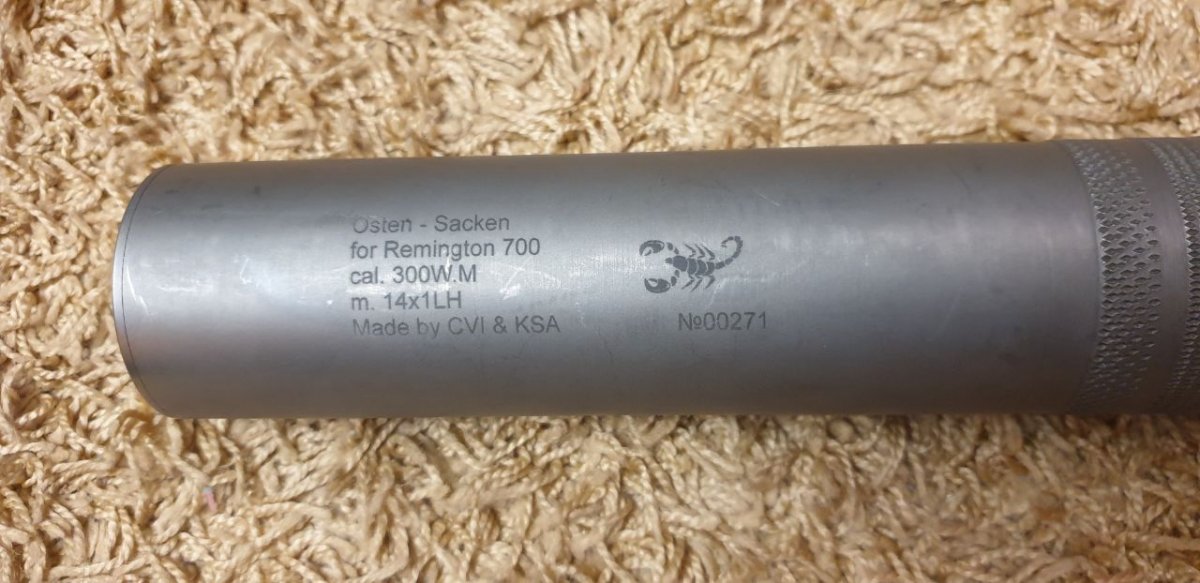 Osten - Sacken
for Remington 700
cal. 300W.M
m. 14x1LH
Made by CVI & KSA
№00271